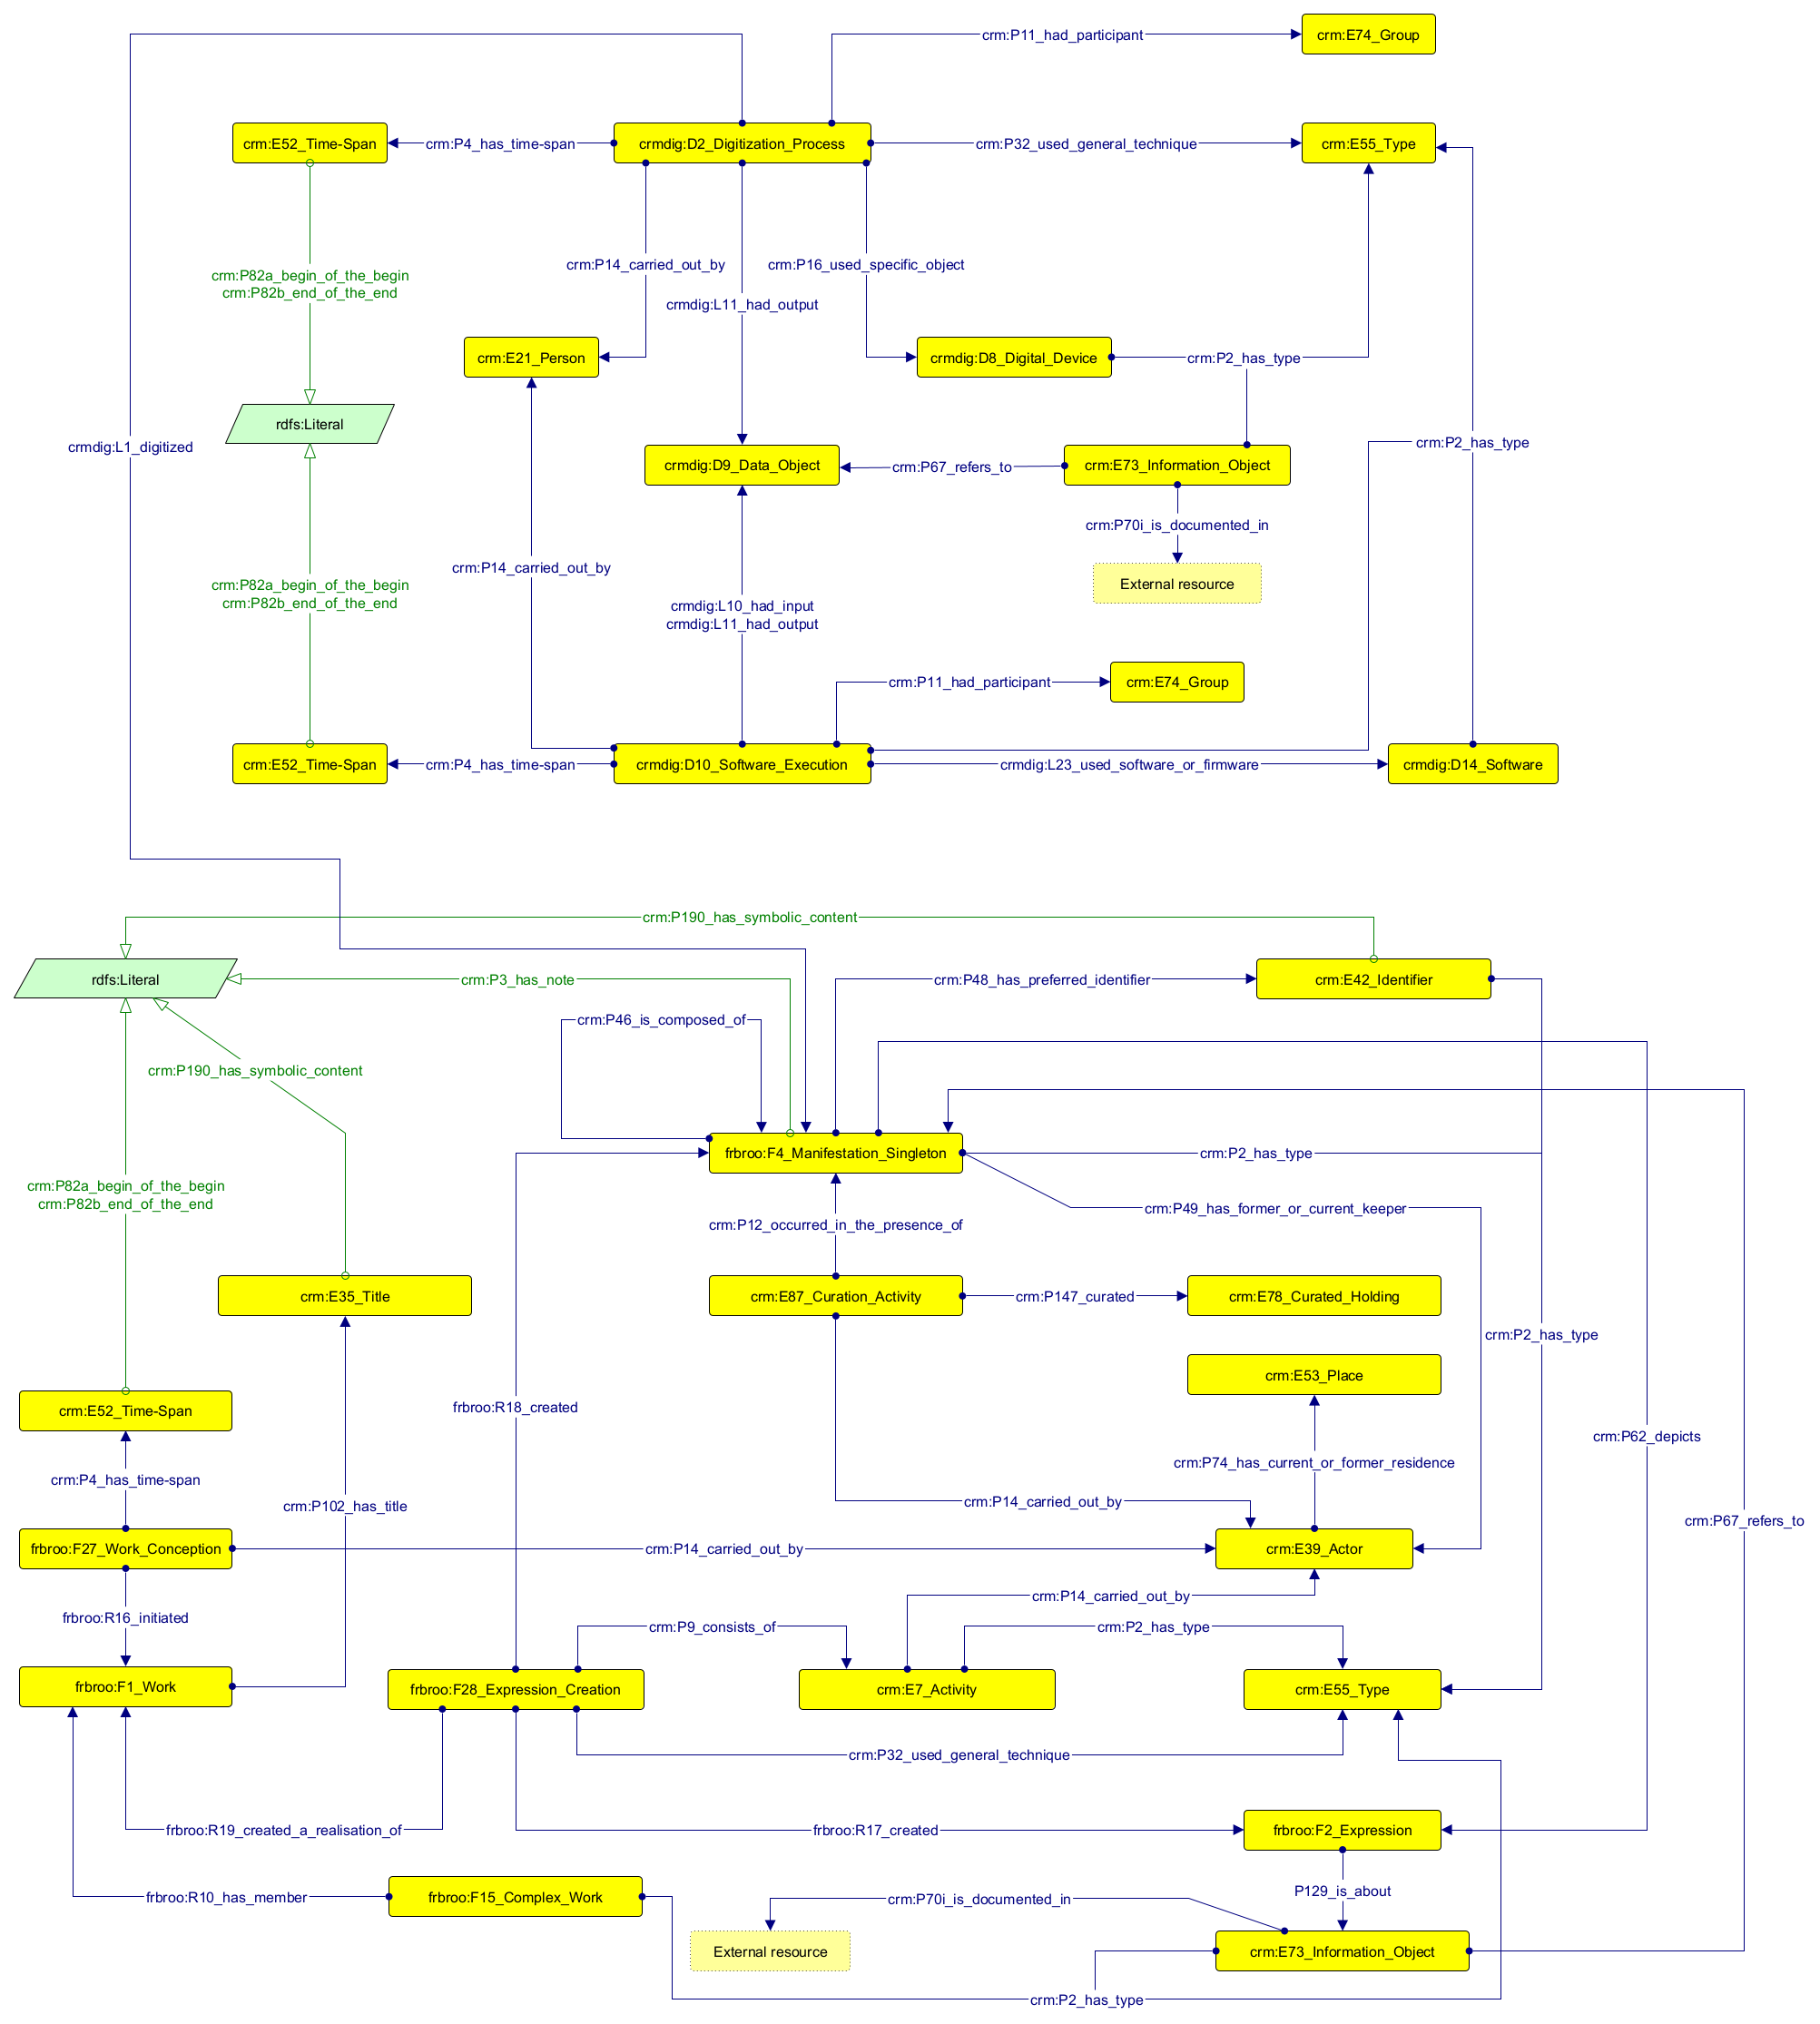 crm:P11_had_participant
crm:E74_Group
crm:E52_Time-Span
crm:P4_has_time-span
crmdig:D2_Digitization_Process
crm:P32_used_general_technique
crm:E55_Type
crm:P82a_begin_of_the_begin
crm:P82b_end_of_the_end
crm:P14_carried_out_by
crm:P16_used_specific_object
crmdig:L11_had_output
crm:E21_Person
crmdig:D8_Digital_Device
crm:P2_has_type
rdfs:Literal
crmdig:L1_digitized
crm:P2_has_type
crmdig:D9_Data_Object
crm:P67_refers_to
crm:E73_Information_Object
crm:P70i_is_documented_in
crm:P14_carried_out_by
External resource
crm:P82a_begin_of_the_begin
crm:P82b_end_of_the_end
crmdig:L10_had_input
crmdig:L11_had_output
crm:P11_had_participant
crm:E74_Group
crm:E52_Time-Span
crm:P4_has_time-span
crmdig:D10_Software_Execution
crmdig:L23_used_software_or_firmware
crmdig:D14_Software
crm:P190_has_symbolic_content
rdfs:Literal
crm:P3_has_note
crm:P48_has_preferred_identifier
crm:E42_Identifier
crm:P46_is_composed_of
crm:P190_has_symbolic_content
frbroo:F4_Manifestation_Singleton
crm:P2_has_type
crm:P82a_begin_of_the_begin
crm:P82b_end_of_the_end
crm:P49_has_former_or_current_keeper
crm:P12_occurred_in_the_presence_of
crm:E35_Title
crm:E87_Curation_Activity
crm:P147_curated
crm:E78_Curated_Holding
crm:P2_has_type
crm:E53_Place
crm:E52_Time-Span
frbroo:R18_created
crm:P62_depicts
crm:P74_has_current_or_former_residence
crm:P4_has_time-span
crm:P102_has_title
crm:P14_carried_out_by
crm:P67_refers_to
frbroo:F27_Work_Conception
crm:P14_carried_out_by
crm:E39_Actor
crm:P14_carried_out_by
frbroo:R16_initiated
crm:P9_consists_of
crm:P2_has_type
frbroo:F1_Work
frbroo:F28_Expression_Creation
crm:E7_Activity
crm:E55_Type
crm:P32_used_general_technique
frbroo:R19_created_a_realisation_of
frbroo:R17_created
frbroo:F2_Expression
P129_is_about
frbroo:R10_has_member
frbroo:F15_Complex_Work
crm:P70i_is_documented_in
External resource
crm:E73_Information_Object
crm:P2_has_type